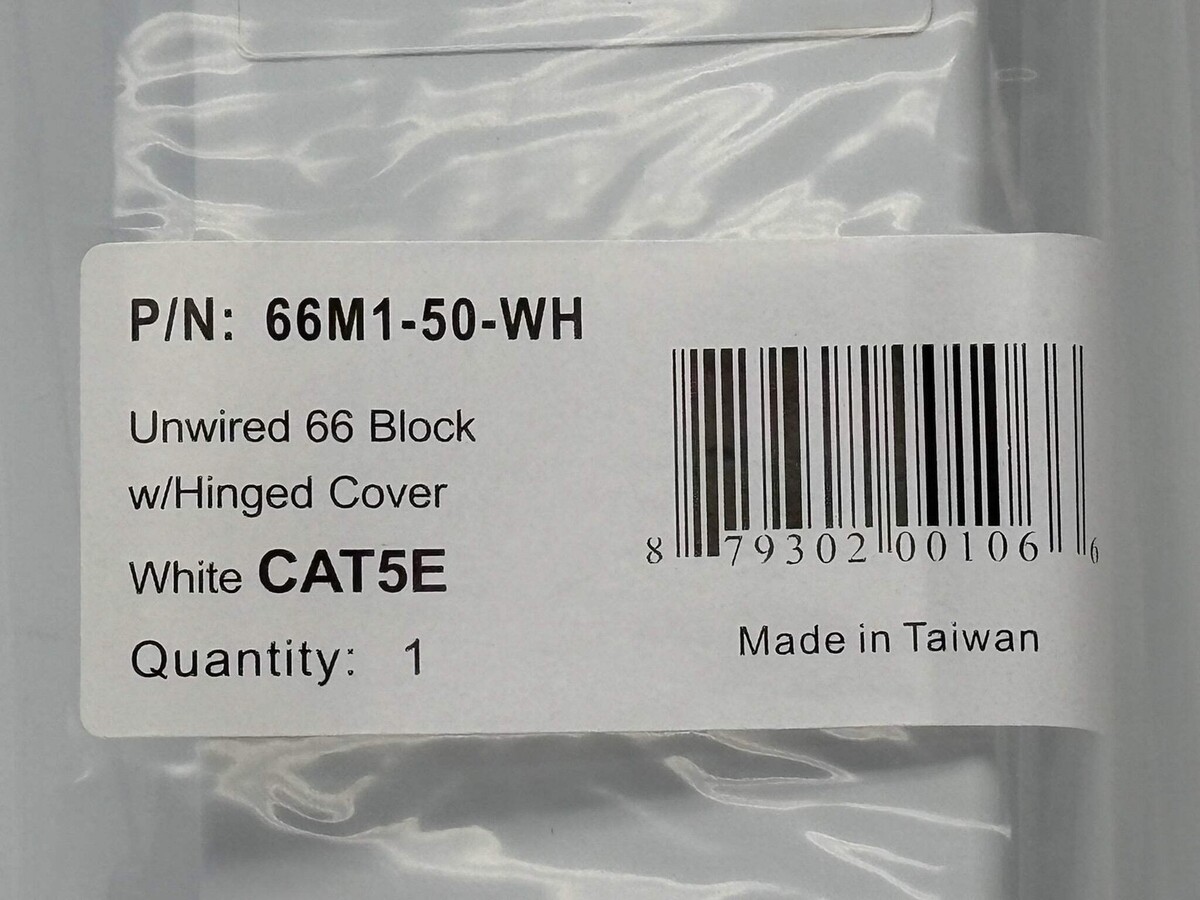 P/N: 66M1-50-WH
Unwired 66 Block
w/Hinged Cover
White CAT5E
Quantity: 1
8 79302 00106 6
Made in Taiwan